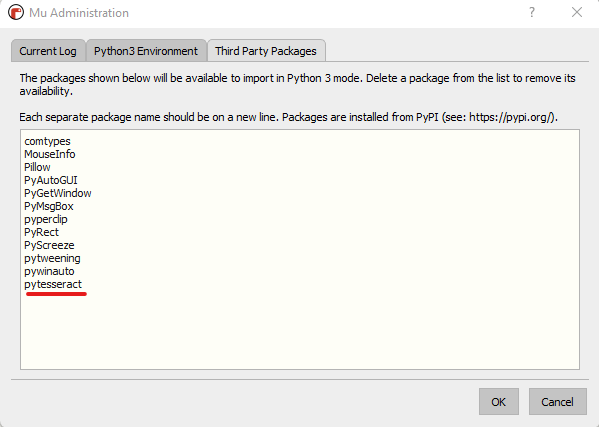 Mu Administration
?
Current Log
Python3 Environment
Third Party Packages
The packages shown below will be available to import in Python 3 mode. Delete a package from the list to remove its
availability.
Each separate package name should be on a new line. Packages are installed from PyPI (see: https://pypi.org/).
comtypes
MouseInfo
Pillow
PyAutoGUI
PyGetWindow
PyMsgBox
pyperclip
PyRect
PyScreeze
pytweening
pywinauto
pytesseract
OK
Cancel